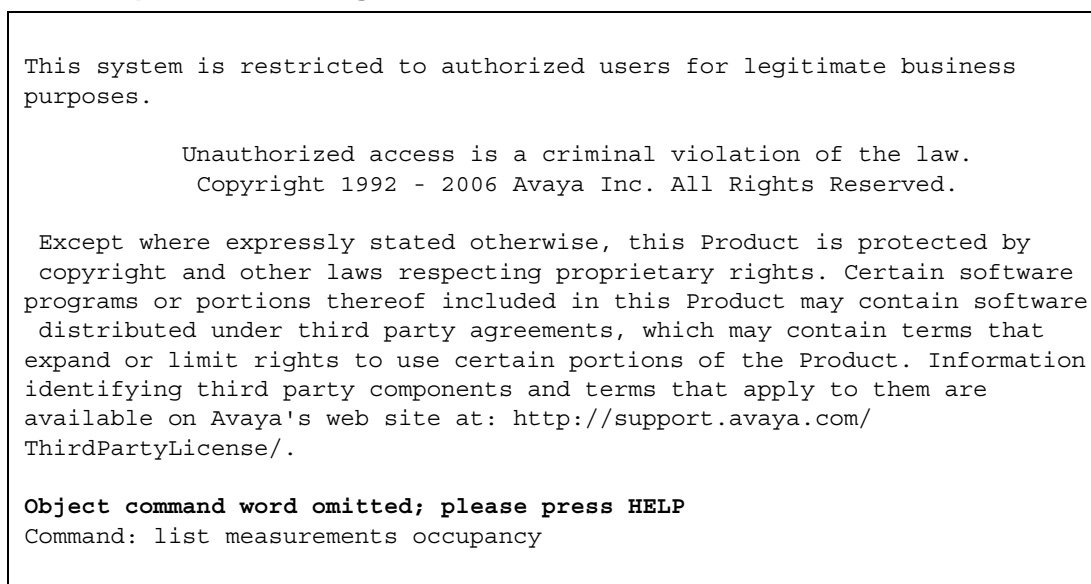 This system is restricted to authorized users for legitimate business
purposes.
Unauthorized access is a criminal violation of the law.
Copyright 1992 - 2006 Avaya Inc. All Rights Reserved.
Except where expressly stated otherwise, this Product is protected by
copyright and other laws respecting proprietary rights. Certain software
programs or portions thereof included in this Product may contain software
distributed under third party agreements, which may contain terms that
expand or limit rights to use certain portions of the Product. Information
identifying third party components and terms that apply to them are
available on Avaya's web site at: http://support.avaya.com/
ThirdPartyLicense/.
Object command word omitted; please press HELP
Command: list measurements occupancy